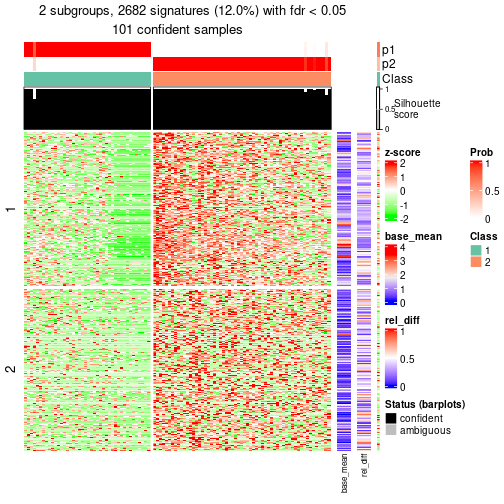 2 subgroups, 2682 signatures (12.0%) with fdr < 0.05
101 confident samples
p1
p2
Class
1
0.5
0
Silhouette
score
1
2
base_mean
rel_diff
z-score
2
1
0
-1
-2
base_mean
4
3
2
1
0
rel_diff
1
0.5
0
Status (barplots)
confident
ambiguous
Prob
1
0.5
0
Class
1
2